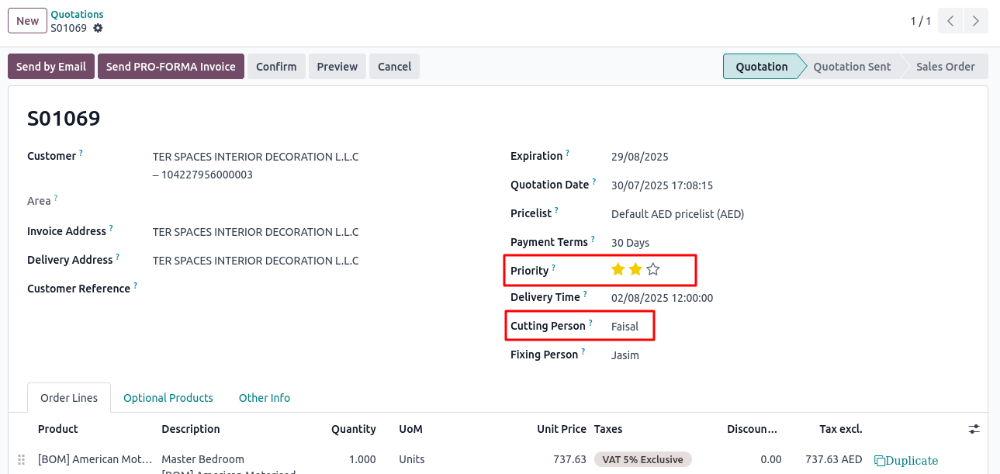 New
Quotations
S01069
1 / 1
Send by Email
Send PRO-FORMA Invoice
Confirm
Preview
Cancel
Quotation
Quotation Sent
Sales Order
S01069
Customer ?
TER SPACES INTERIOR DECORATION L.L.C
– 104227956000003
Area ?
Invoice Address ?
TER SPACES INTERIOR DECORATION L.L.C
Delivery Address ?
TER SPACES INTERIOR DECORATION L.L.C
Customer Reference ?
Expiration ?
29/08/2025
Quotation Date ?
30/07/2025 17:08:15
Pricelist ?
Default AED pricelist (AED)
Payment Terms ?
30 Days
Priority ?
Delivery Time ?
02/08/2025 12:00:00
Cutting Person ?
Faisal
Fixing Person ?
Jasim
Order Lines
Optional Products
Other Info
Product
Description
Quantity
UoM
Unit Price
Taxes
Discoun...
Tax excl.
[BOM] American Mot...
Master Bedroom
1.000
Units
737.63
VAT 5% Exclusive
0.00
737.63 AED
Duplicate
[BOM] American Motorised